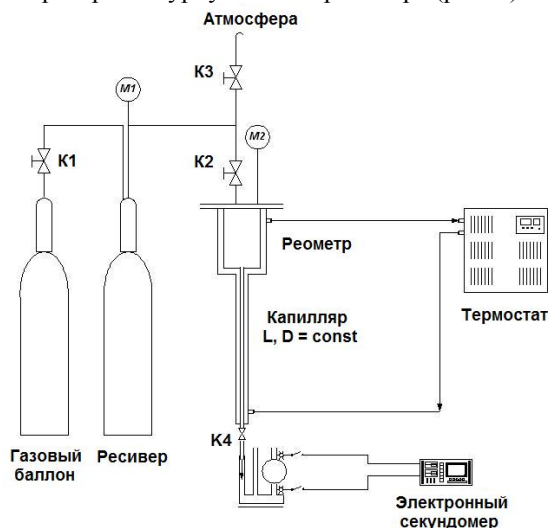 Атмосфера
К3
М1
М2
К1
К2
Реометр
Термостат
Капилляр
L, D = const
К4
Газовый
баллон
Ресивер
Электронный
секундомер